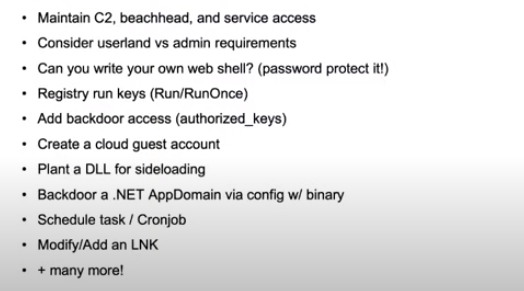 • Maintain C2, beachhead, and service access
• Consider userland vs admin requirements
• Can you write your own web shell? (password protect it!)
• Registry run keys (Run/RunOnce)
• Add backdoor access (authorized_keys)
• Create a cloud guest account
• Plant a DLL for sideloading
• Backdoor a .NET AppDomain via config w/ binary
• Schedule task / Cronjob
• Modify/Add an LNK
• + many more!